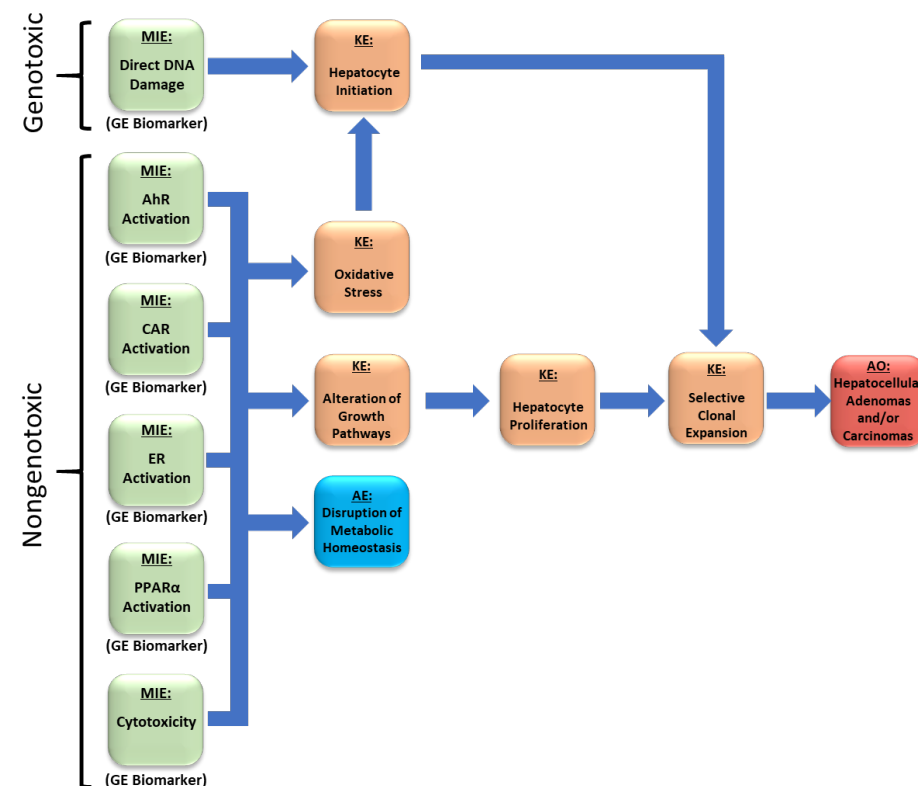 Genotoxic
MIE:
Direct DNA
Damage
(GE Biomarker)
KE:
Hepatocyte
Initiation
Nongenotoxic
MIE:
AhR
Activation
(GE Biomarker)
MIE:
CAR
Activation
(GE Biomarker)
MIE:
ER
Activation
(GE Biomarker)
MIE:
PPARα
Activation
(GE Biomarker)
MIE:
Cytotoxicity
(GE Biomarker)
KE:
Oxidative
Stress
KE:
Alteration of
Growth
Pathways
AE:
Disruption of
Metabolic
Homeostasis
KE:
Hepatocyte
Proliferation
KE:
Selective
Clonal
Expansion
AO:
Hepatocellular
Adenomas
and/or
Carcinomas